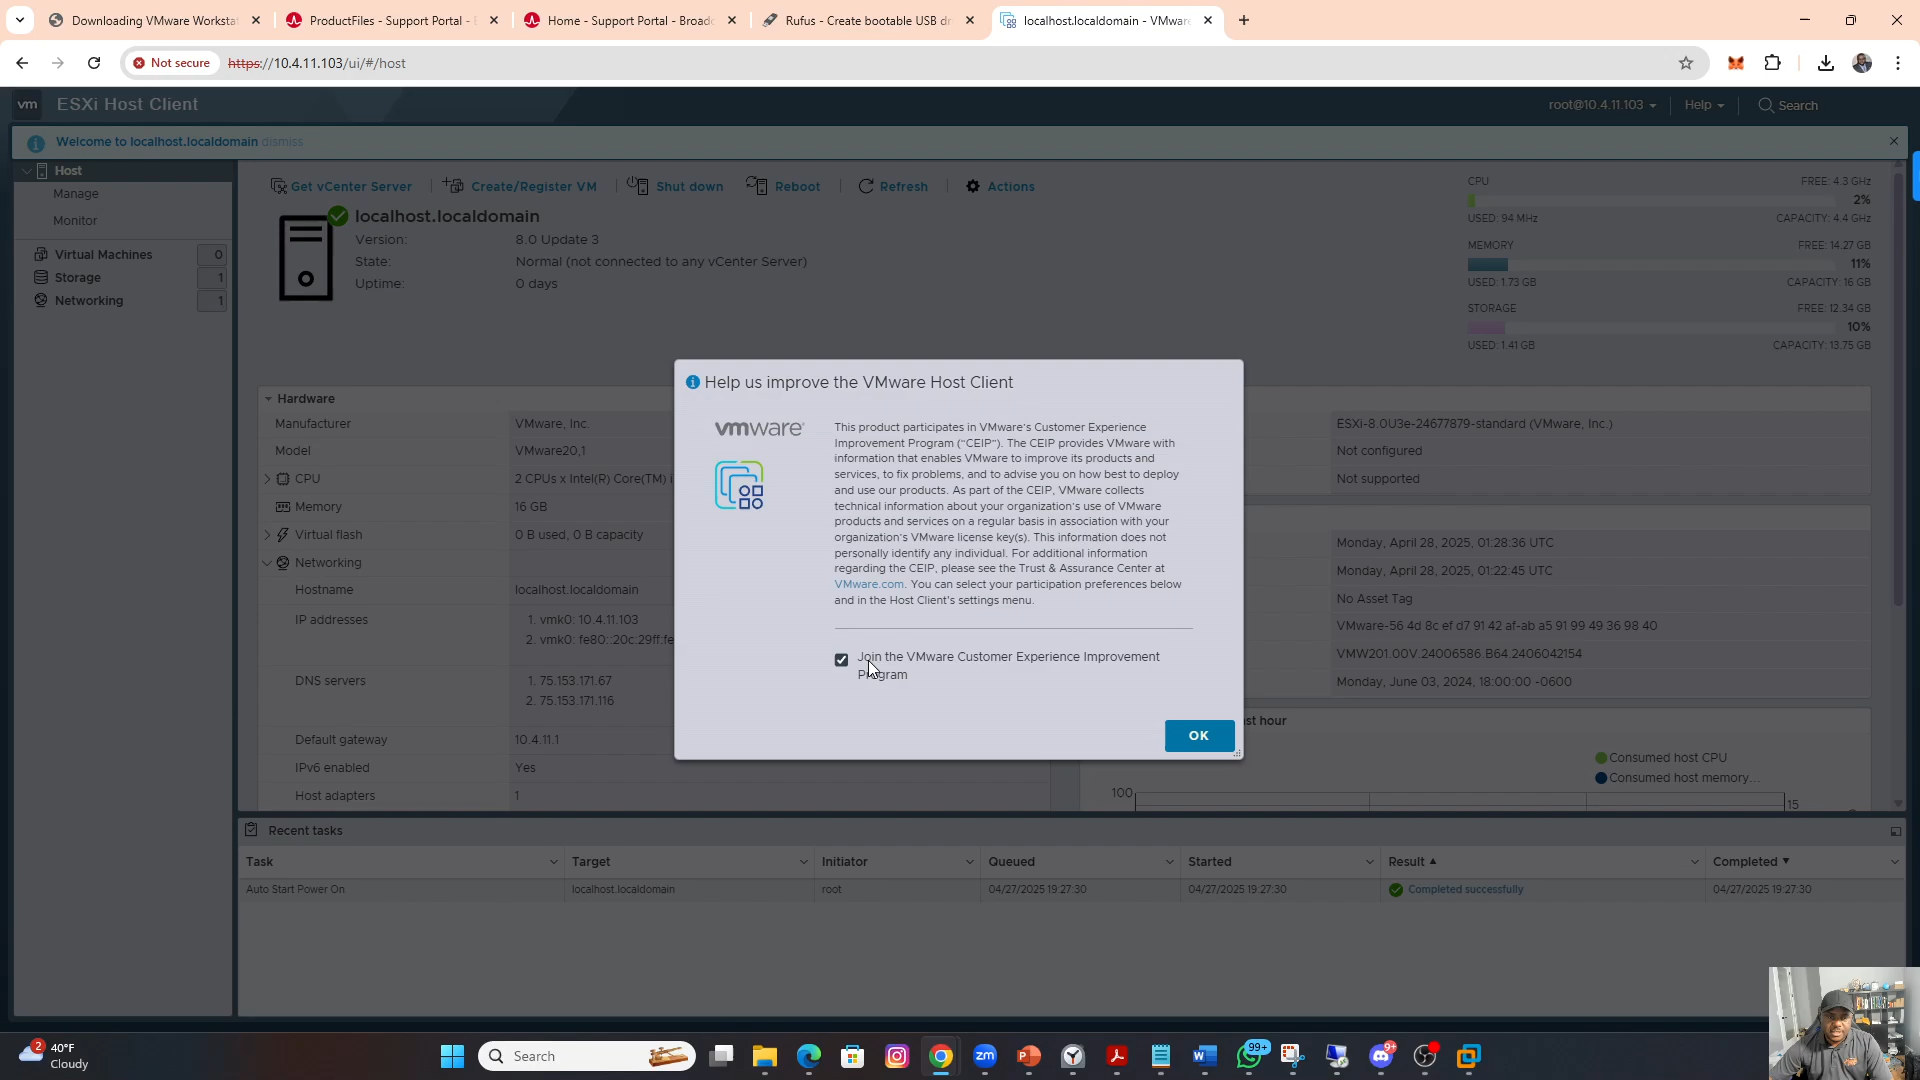 Downloading VMware Workstat
ProductFiles - Support Portal -
Home - Support Portal - Broadc
Rufus - Create bootable USB dr
localhost.localdomain - VMware
Not secure
https://10.4.11.103/ui/#/host
vm ESXi Host Client
root@10.4.11.103
Help
Search
Welcome to localhost.localdomain dismiss
Host
Manage
Monitor
Virtual Machines 0
Storage 1
Networking 1
Get vCenter Server
Create/Register VM
Shut down
Reboot
Refresh
Actions
localhost.localdomain
Version: 8.0 Update 3
State: Normal (not connected to any vCenter Server)
Uptime: 0 days
CPU FREE: 4.3 GHz
2%
USED: 94 MHz CAPACITY: 4.4 GHz
MEMORY FREE: 14.27 GB
11%
USED: 1.73 GB CAPACITY: 16 GB
STORAGE FREE: 12.34 GB
10%
USED: 1.41 GB CAPACITY: 13.75 GB
Hardware
Manufacturer VMware, Inc.
Model VMware20,1
CPU 2 CPUs x Intel(R) Core(TM) i
Memory 16 GB
Virtual flash 0 B used, 0 B capacity
Networking
Hostname localhost.localdomain
IP addresses 1. vmk0: 10.4.11.103
2. vmk0: fe80::20c:29ff:fe
DNS servers 1. 75.153.171.67
2. 75.153.171.116
Default gateway 10.4.11.1
IPv6 enabled Yes
Host adapters 1
Help us improve the VMware Host Client
vmware
This product participates in VMware's Customer Experience
Improvement Program ("CEIP"). The CEIP provides VMware with
information that enables VMware to improve its products and
services, to fix problems, and to advise you on how best to deploy
and use our products. As part of the CEIP, VMware collects
technical information about your organization's use of VMware
products and services on a regular basis in association with your
organization's VMware license key(s). This information does not
personally identify any individual. For additional information
regarding the CEIP, please see the Trust & Assurance Center at
VMware.com. You can select your participation preferences below
and in the Host Client's settings menu.
Join the VMware Customer Experience Improvement
Program
OK
ESXi-8.0U3e-24677879-standard (VMware, Inc.)
Not configured
Not supported
Monday, April 28, 2025, 01:28:36 UTC
Monday, April 28, 2025, 01:22:45 UTC
No Asset Tag
VMware-56 4d 8c ef d7 91 42 af-ab a5 91 99 49 36 98 40
VMW201.00V.24006586.B64.2406042154
Monday, June 03, 2024, 18:00:00 -0600
st hour
Consumed host CPU
Consumed host memory...
100
15
Recent tasks
Task Target Initiator Queued Started Result Completed
Auto Start Power On localhost.localdomain root 04/27/2025 19:27:30 04/27/2025 19:27:30 Completed successfully 04/27/2025 19:27:30
2
40°F
Cloudy
Search
zm
99+
9+